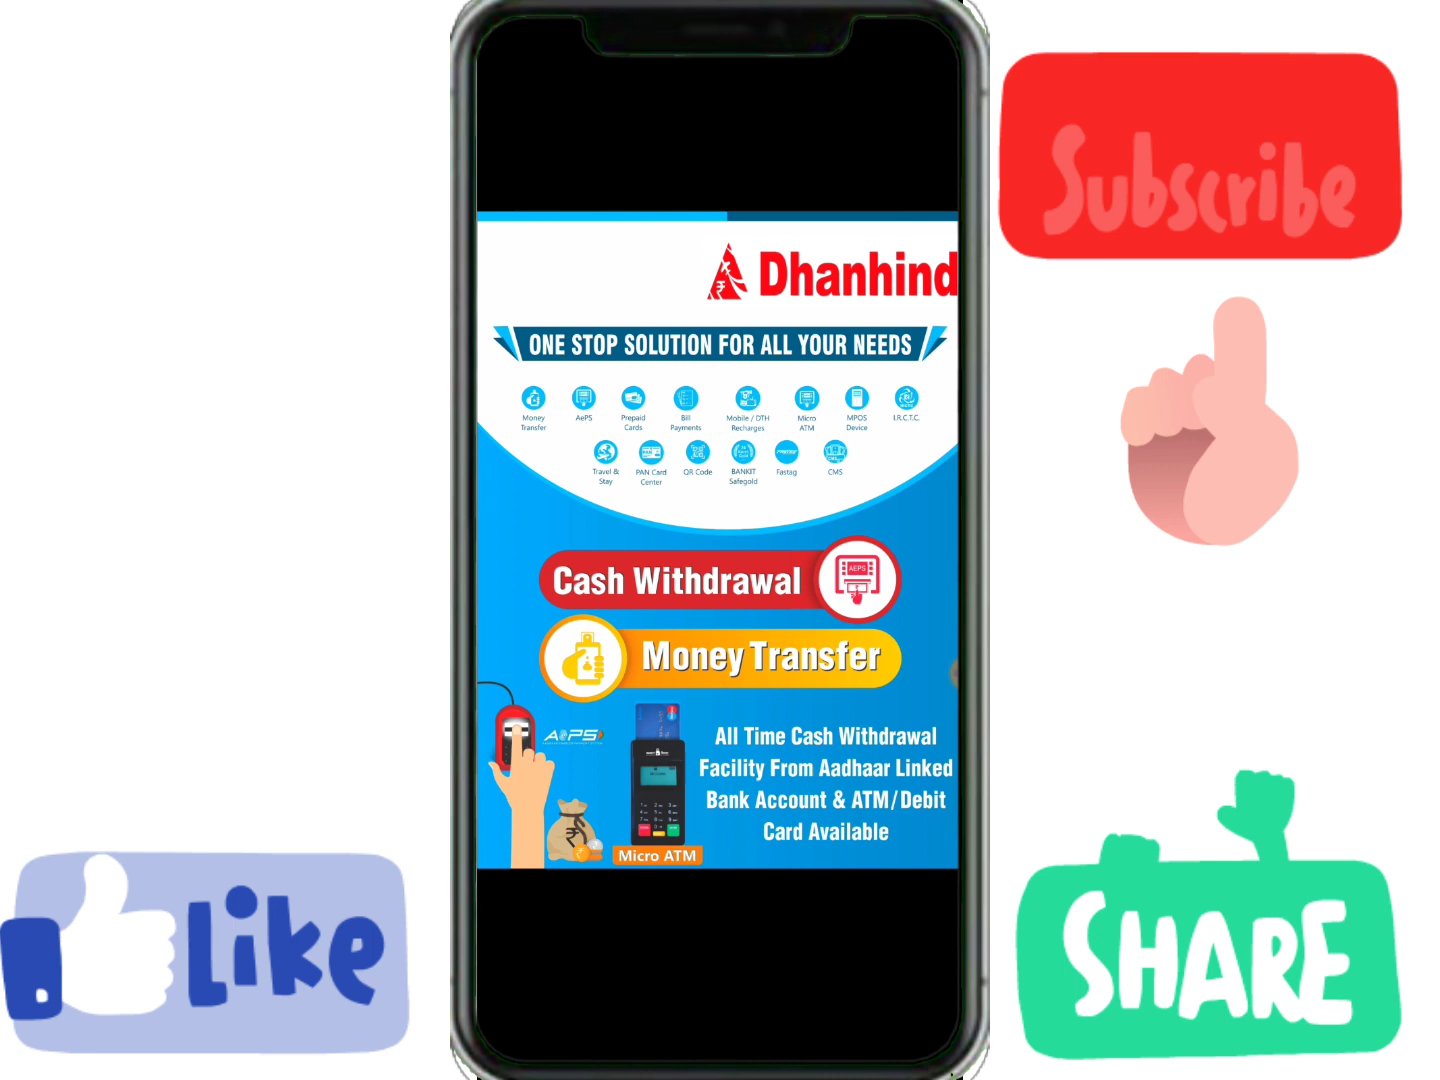 Subscribe
Dhanhind
ONE STOP SOLUTION FOR ALL YOUR NEEDS
Money Transfer
AePS
Prepaid Cards
Bill Payments
Mobile / DTH Recharges
Micro ATM
MPOS Device
I.R.C.T.C.
Travel & Stay
PAN Card Center
QR Code
BANKIT Safegold
Fastag
CMS
Cash Withdrawal
AEPS
Money Transfer
AePS
All Time Cash Withdrawal
Facility From Aadhaar Linked
Bank Account & ATM/Debit
Card Available
Micro ATM
Like
SHARE